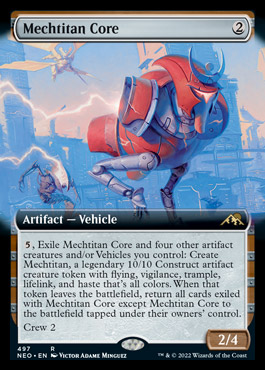 Mechtitan Core 2
Artifact — Vehicle
5, Exile Mechtitan Core and four other artifact
creatures and/or Vehicles you control: Create
Mechtitan, a legendary 10/10 Construct artifact
creature token with flying, vigilance, trample,
lifelink, and haste that's all colors. When that
token leaves the battlefield, return all cards exiled
with Mechtitan Core except Mechtitan Core to
the battlefield tapped under their owners' control.
Crew 2
2/4
497 R
NEO • EN Victor Adame Minguez
™ & © 2022 Wizards of the Coast